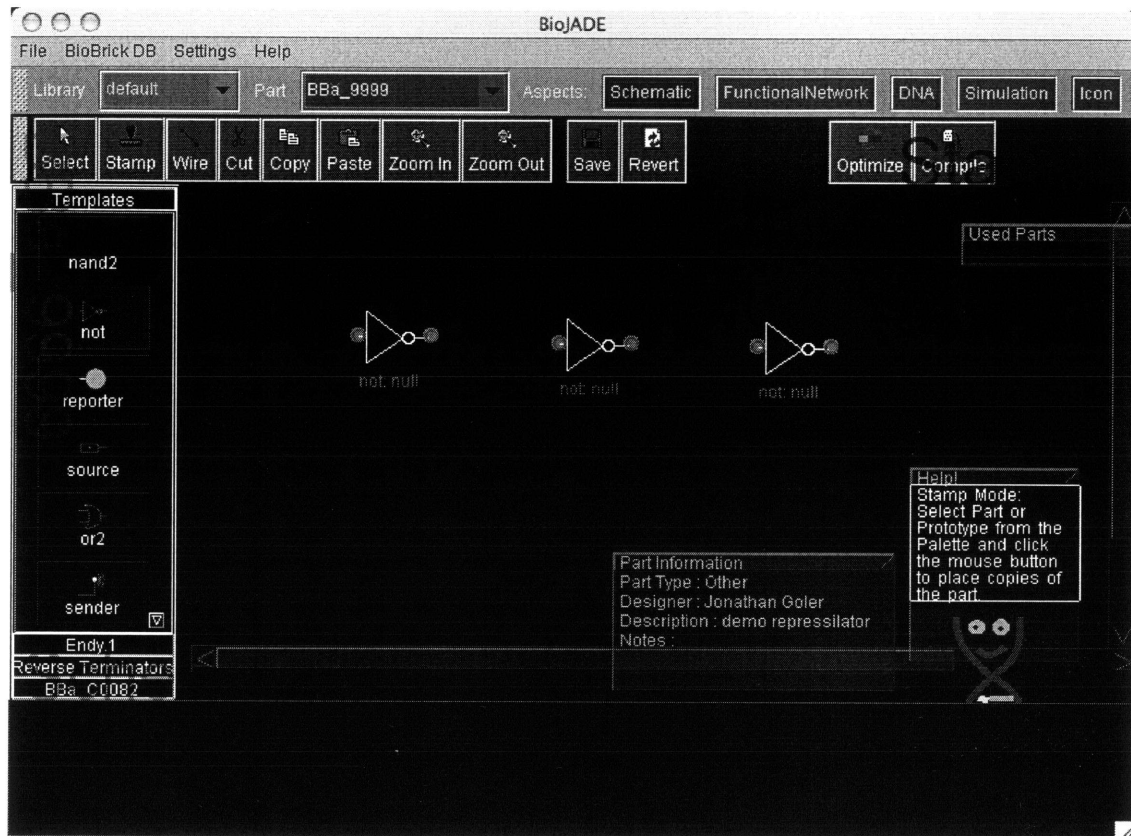 BioJADE
File BioBrick DB Settings Help
Library default Part BBa_9999 Aspects: Schematic FunctionalNetwork DNA Simulation Icon
Select Stamp Wire Cut Copy Paste Zoom In Zoom Out Save Revert Optimize Compile
Templates
nand2
not
reporter
source
or2
sender
Endy.1
Reverse Terminators
BBa_C0082
Used Parts
not: null
not: null
not: null
Help!
Stamp Mode:
Select Part or
Prototype from the
Palette and click
the mouse button
to place copies of
the part.
Part Information
Part Type : Other
Designer : Jonathan Goler
Description : demo repressilator
Notes :